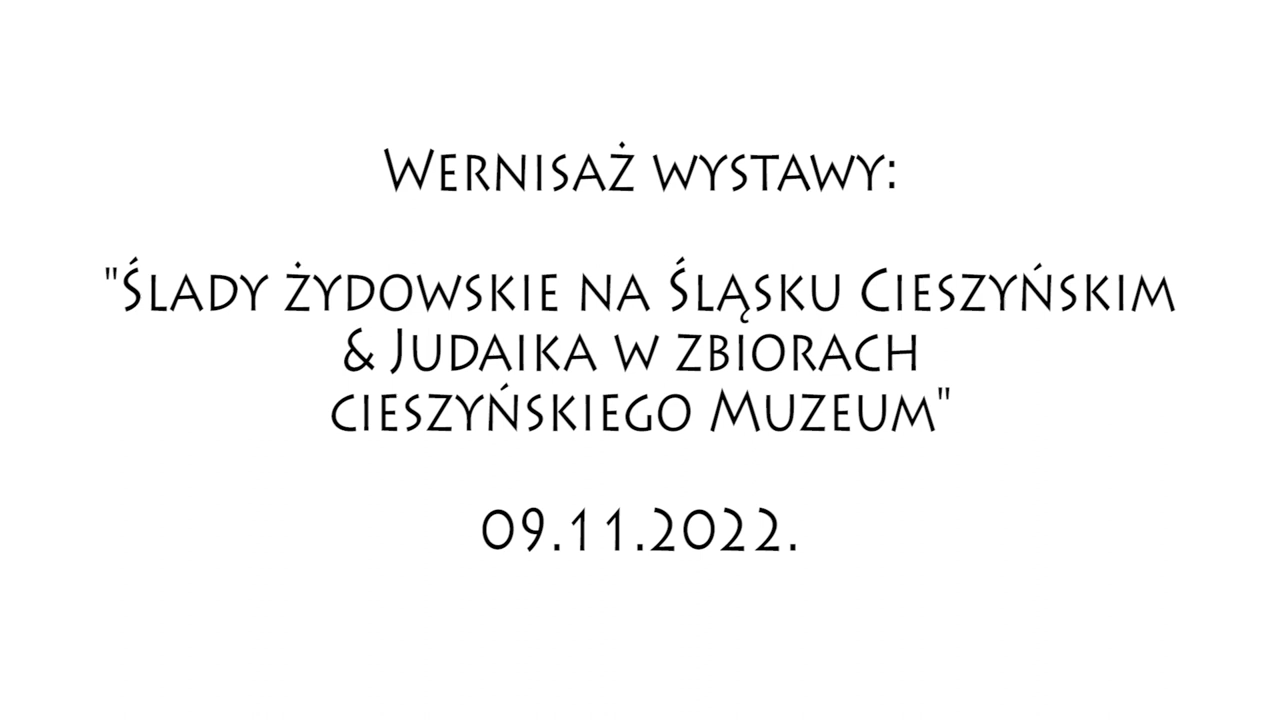 Wernisaż wystawy:
"Ślady żydowskie na Śląsku Cieszyńskim
& Judaika w zbiorach
cieszyńskiego Muzeum"
09.11.2022.